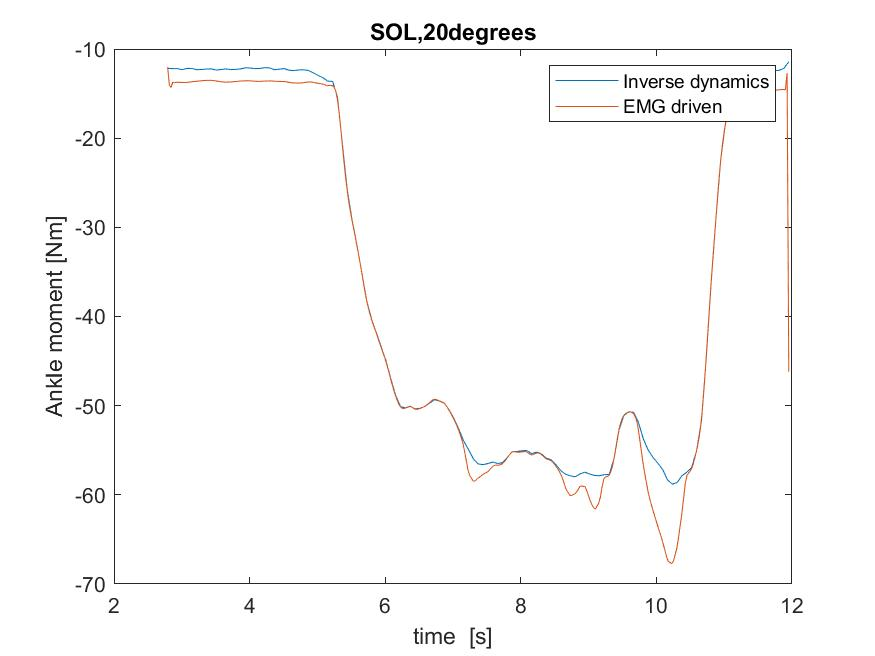 SOL,20degrees
Inverse dynamics
EMG driven
-10
-20
-30
-40
-50
-60
-70
Ankle moment [Nm]
2 4 6 8 10 12
time [s]